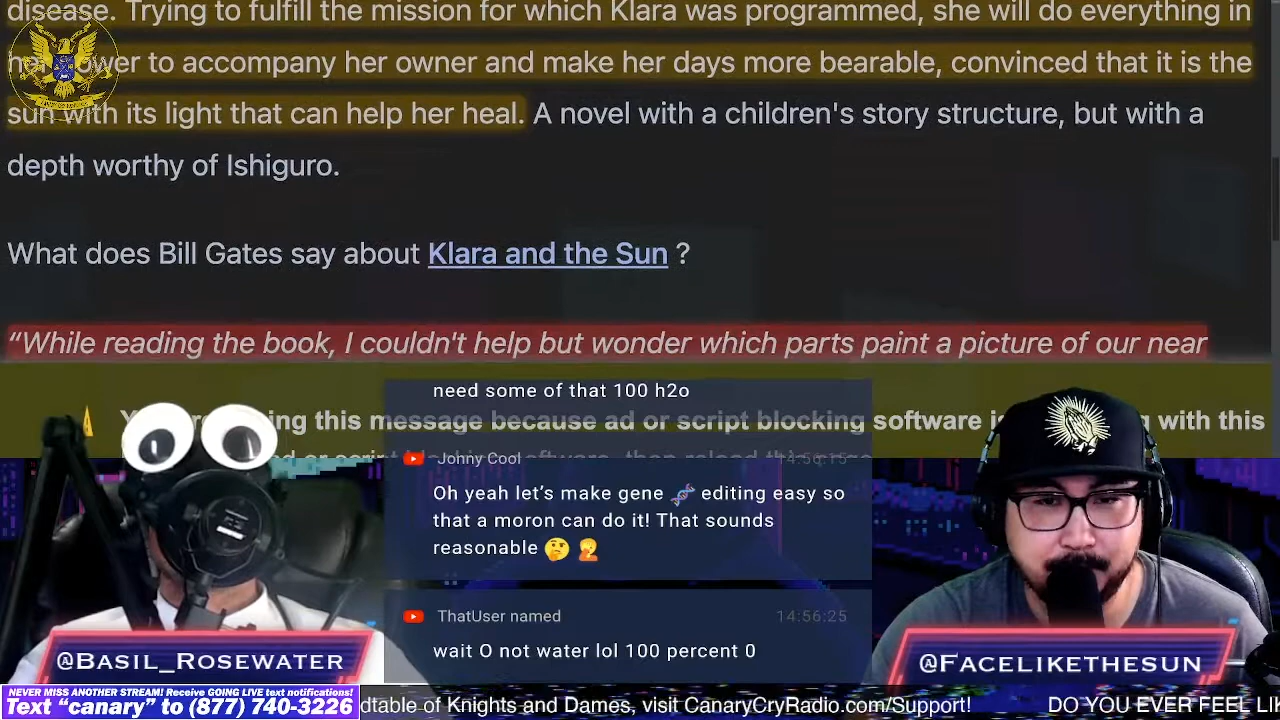 disease. Trying to fulfill the mission for which Klara was programmed, she will do everything in
power to accompany her owner and make her days more bearable, convinced that it is the
sun with its light that can help her heal. A novel with a children's story structure, but with a
depth worthy of Ishiguro.
What does Bill Gates say about Klara and the Sun ?
“While reading the book, I couldn't help but wonder which parts paint a picture of our near
this message because ad or script blocking software with this
need some of that 100 h2o
Johny Cool 14:56:15
Oh yeah let’s make gene 🧬 editing easy so
that a moron can do it! That sounds
reasonable 🤔 🤦
ThatUser named 14:56:25
wait O not water lol 100 percent 0
@BASIL_ROSEWATER
@FACELIKETHESUN
NEVER MISS ANOTHER STREAM! Receive GOING LIVE text notifications!
Text “canary” to (877) 740-3226
dtable of Knights and Dames, visit CanaryCryRadio.com/Support! DO YOU EVER FEEL LI